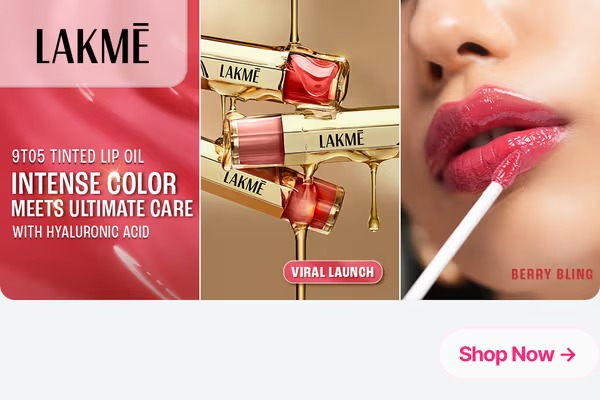 LAKMĒ
9TO5 TINTED LIP OIL
INTENSE COLOR
MEETS ULTIMATE CARE
WITH HYALURONIC ACID
LAKMĒ
LAKMĒ
LAKMĒ
VIRAL LAUNCH
BERRY BLING
Shop Now →